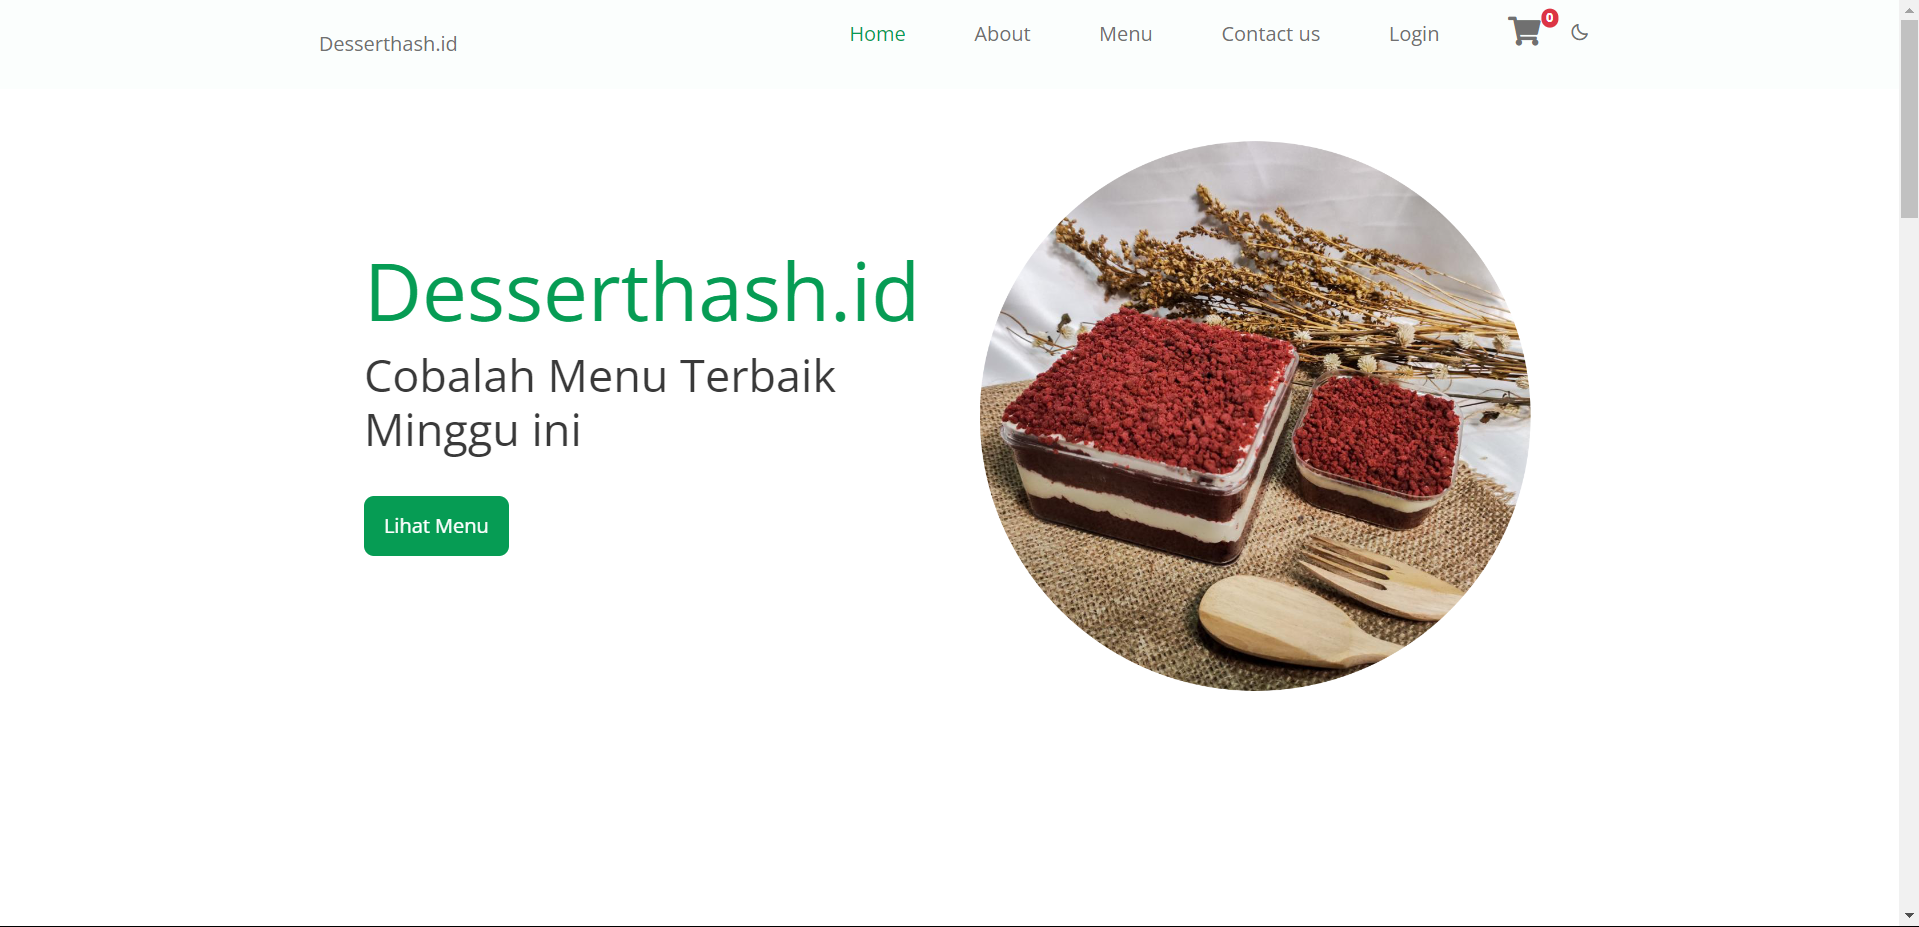 Desserthash.id
Home About Menu Contact us Login 0
Desserthash.id
Cobalah Menu Terbaik
Minggu ini
Lihat Menu